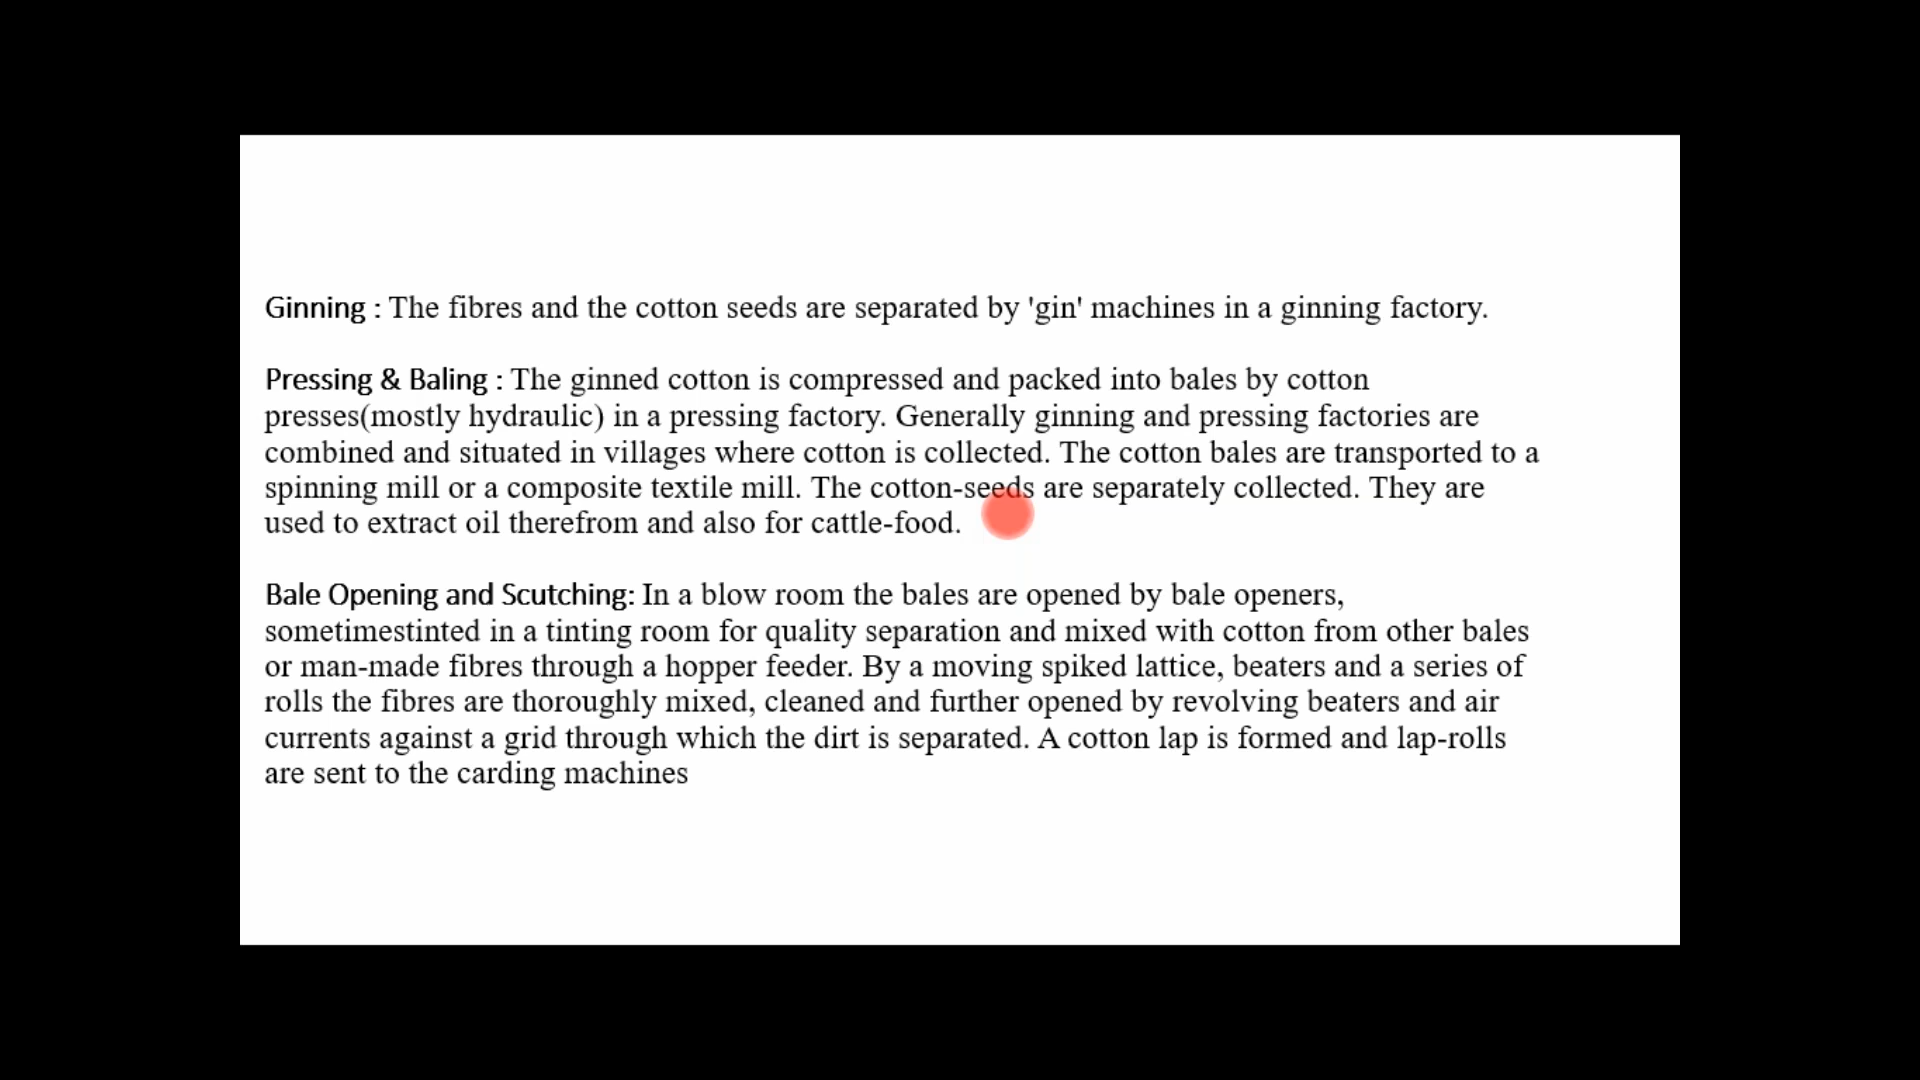 Ginning : The fibres and the cotton seeds are separated by 'gin' machines in a ginning factory.
Pressing & Baling : The ginned cotton is compressed and packed into bales by cotton
presses(mostly hydraulic) in a pressing factory. Generally ginning and pressing factories are
combined and situated in villages where cotton is collected. The cotton bales are transported to a
spinning mill or a composite textile mill. The cotton-seeds are separately collected. They are
used to extract oil therefrom and also for cattle-food.
Bale Opening and Scutching: In a blow room the bales are opened by bale openers,
sometimestinted in a tinting room for quality separation and mixed with cotton from other bales
or man-made fibres through a hopper feeder. By a moving spiked lattice, beaters and a series of
rolls the fibres are thoroughly mixed, cleaned and further opened by revolving beaters and air
currents against a grid through which the dirt is separated. A cotton lap is formed and lap-rolls
are sent to the carding machines